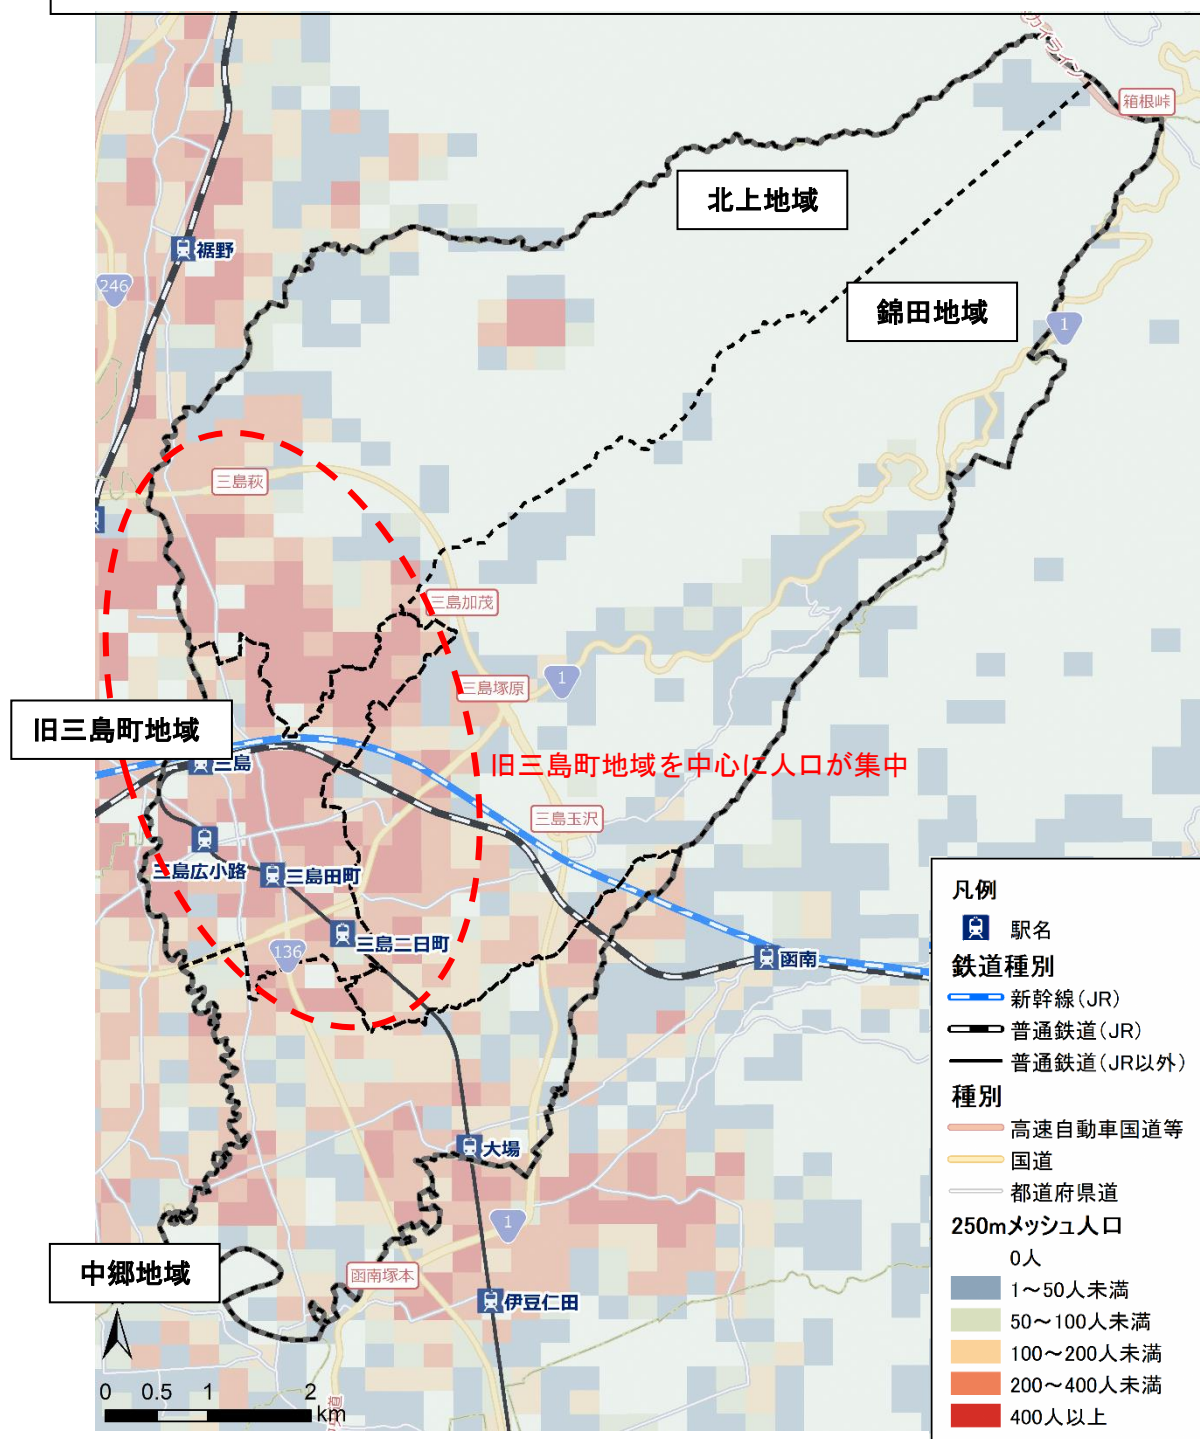 カイライン
箱根峠
北上地域
裾野
246
錦田地域
1
三島萩
三島加茂
三島塚原
1
旧三島町地域
三島
旧三島町地域を中心に人口が集中
三島玉沢
三島広小路
三島田町
三島二日町
136
函南
大場
1
中郷地域
函南塚本
伊豆仁田
0 0.5 1 2
km
凡例
駅名
鉄道種別
新幹線(JR)
普通鉄道(JR)
普通鉄道(JR以外)
種別
高速自動車国道等
国道
都道府県道
250mメッシュ人口
0人
1~50人未満
50~100人未満
100~200人未満
200~400人未満
400人以上